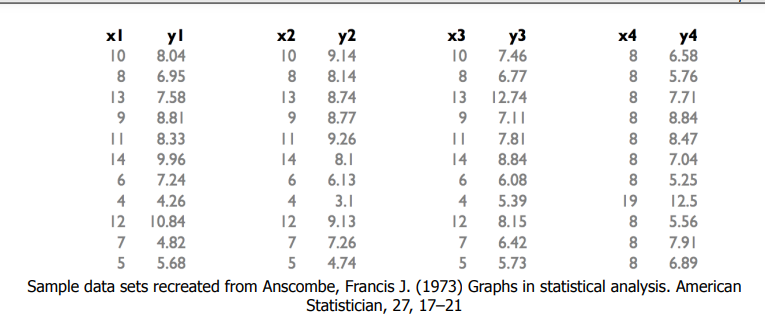 x1 y1 x2 y2 x3 y3 x4 y4
10 8.04 10 9.14 10 7.46 8 6.58
8 6.95 8 8.14 8 6.77 8 5.76
13 7.58 13 8.74 13 12.74 8 7.71
9 8.81 9 8.77 9 7.11 8 8.84
11 8.33 11 9.26 11 7.81 8 8.47
14 9.96 14 8.1 14 8.84 8 7.04
6 7.24 6 6.13 6 6.08 8 5.25
4 4.26 4 3.1 4 5.39 19 12.5
12 10.84 12 9.13 12 8.15 8 5.56
7 4.82 7 7.26 7 6.42 8 7.91
5 5.68 5 4.74 5 5.73 8 6.89
Sample data sets recreated from Anscombe, Francis J. (1973) Graphs in statistical analysis. American
Statistician, 27, 17–21